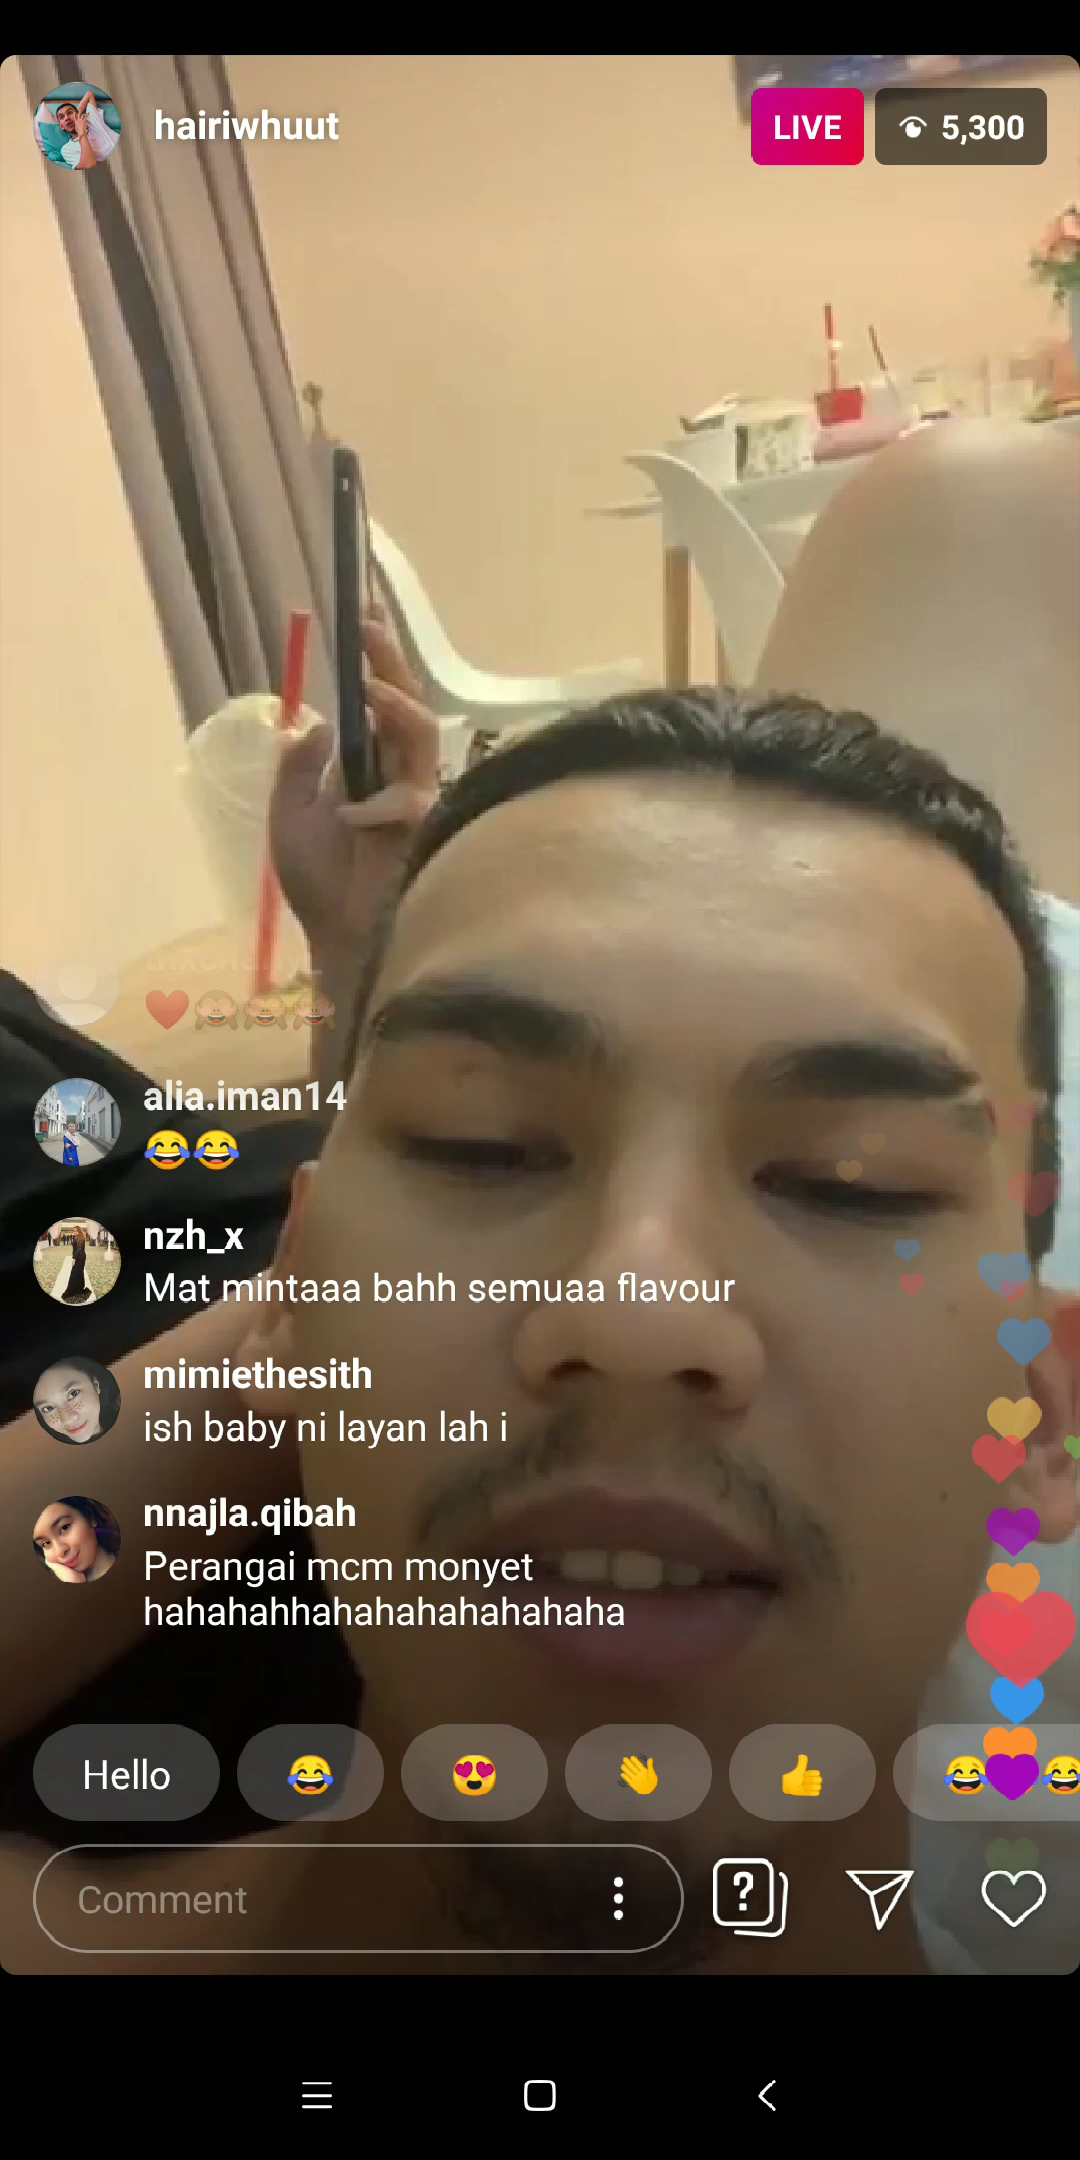 hairiwhuut
LIVE
5,300
❤️🙈🙈🙈
alia.iman14
😂😂
nzh_x
Mat mintaaa bahh semuaa flavour
mimiethesith
ish baby ni layan lah i
nnajla.qibah
Perangai mcm monyet
hahahahhahahahahahahaha
Hello 😂 😍 👋 👍 😂😂
Comment